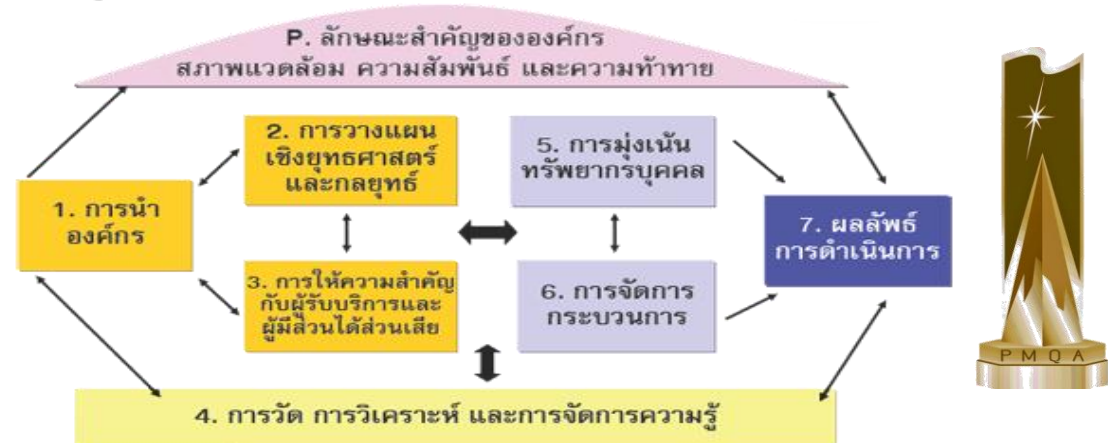 P. ลักษณะสำคัญขององค์กร
สภาพแวดล้อม ความสัมพันธ์ และความท้าทาย
1. การนำ
องค์กร
2. การวางแผน
เชิงยุทธศาสตร์
และกลยุทธ์
3. การให้ความสำคัญ
กับผู้รับบริการและ
ผู้มีส่วนได้ส่วนเสีย
5. การมุ่งเน้น
ทรัพยากรบุคคล
6. การจัดการ
กระบวนการ
7. ผลลัพธ์
การดำเนินการ
4. การวัด การวิเคราะห์ และการจัดการความรู้
PMQA